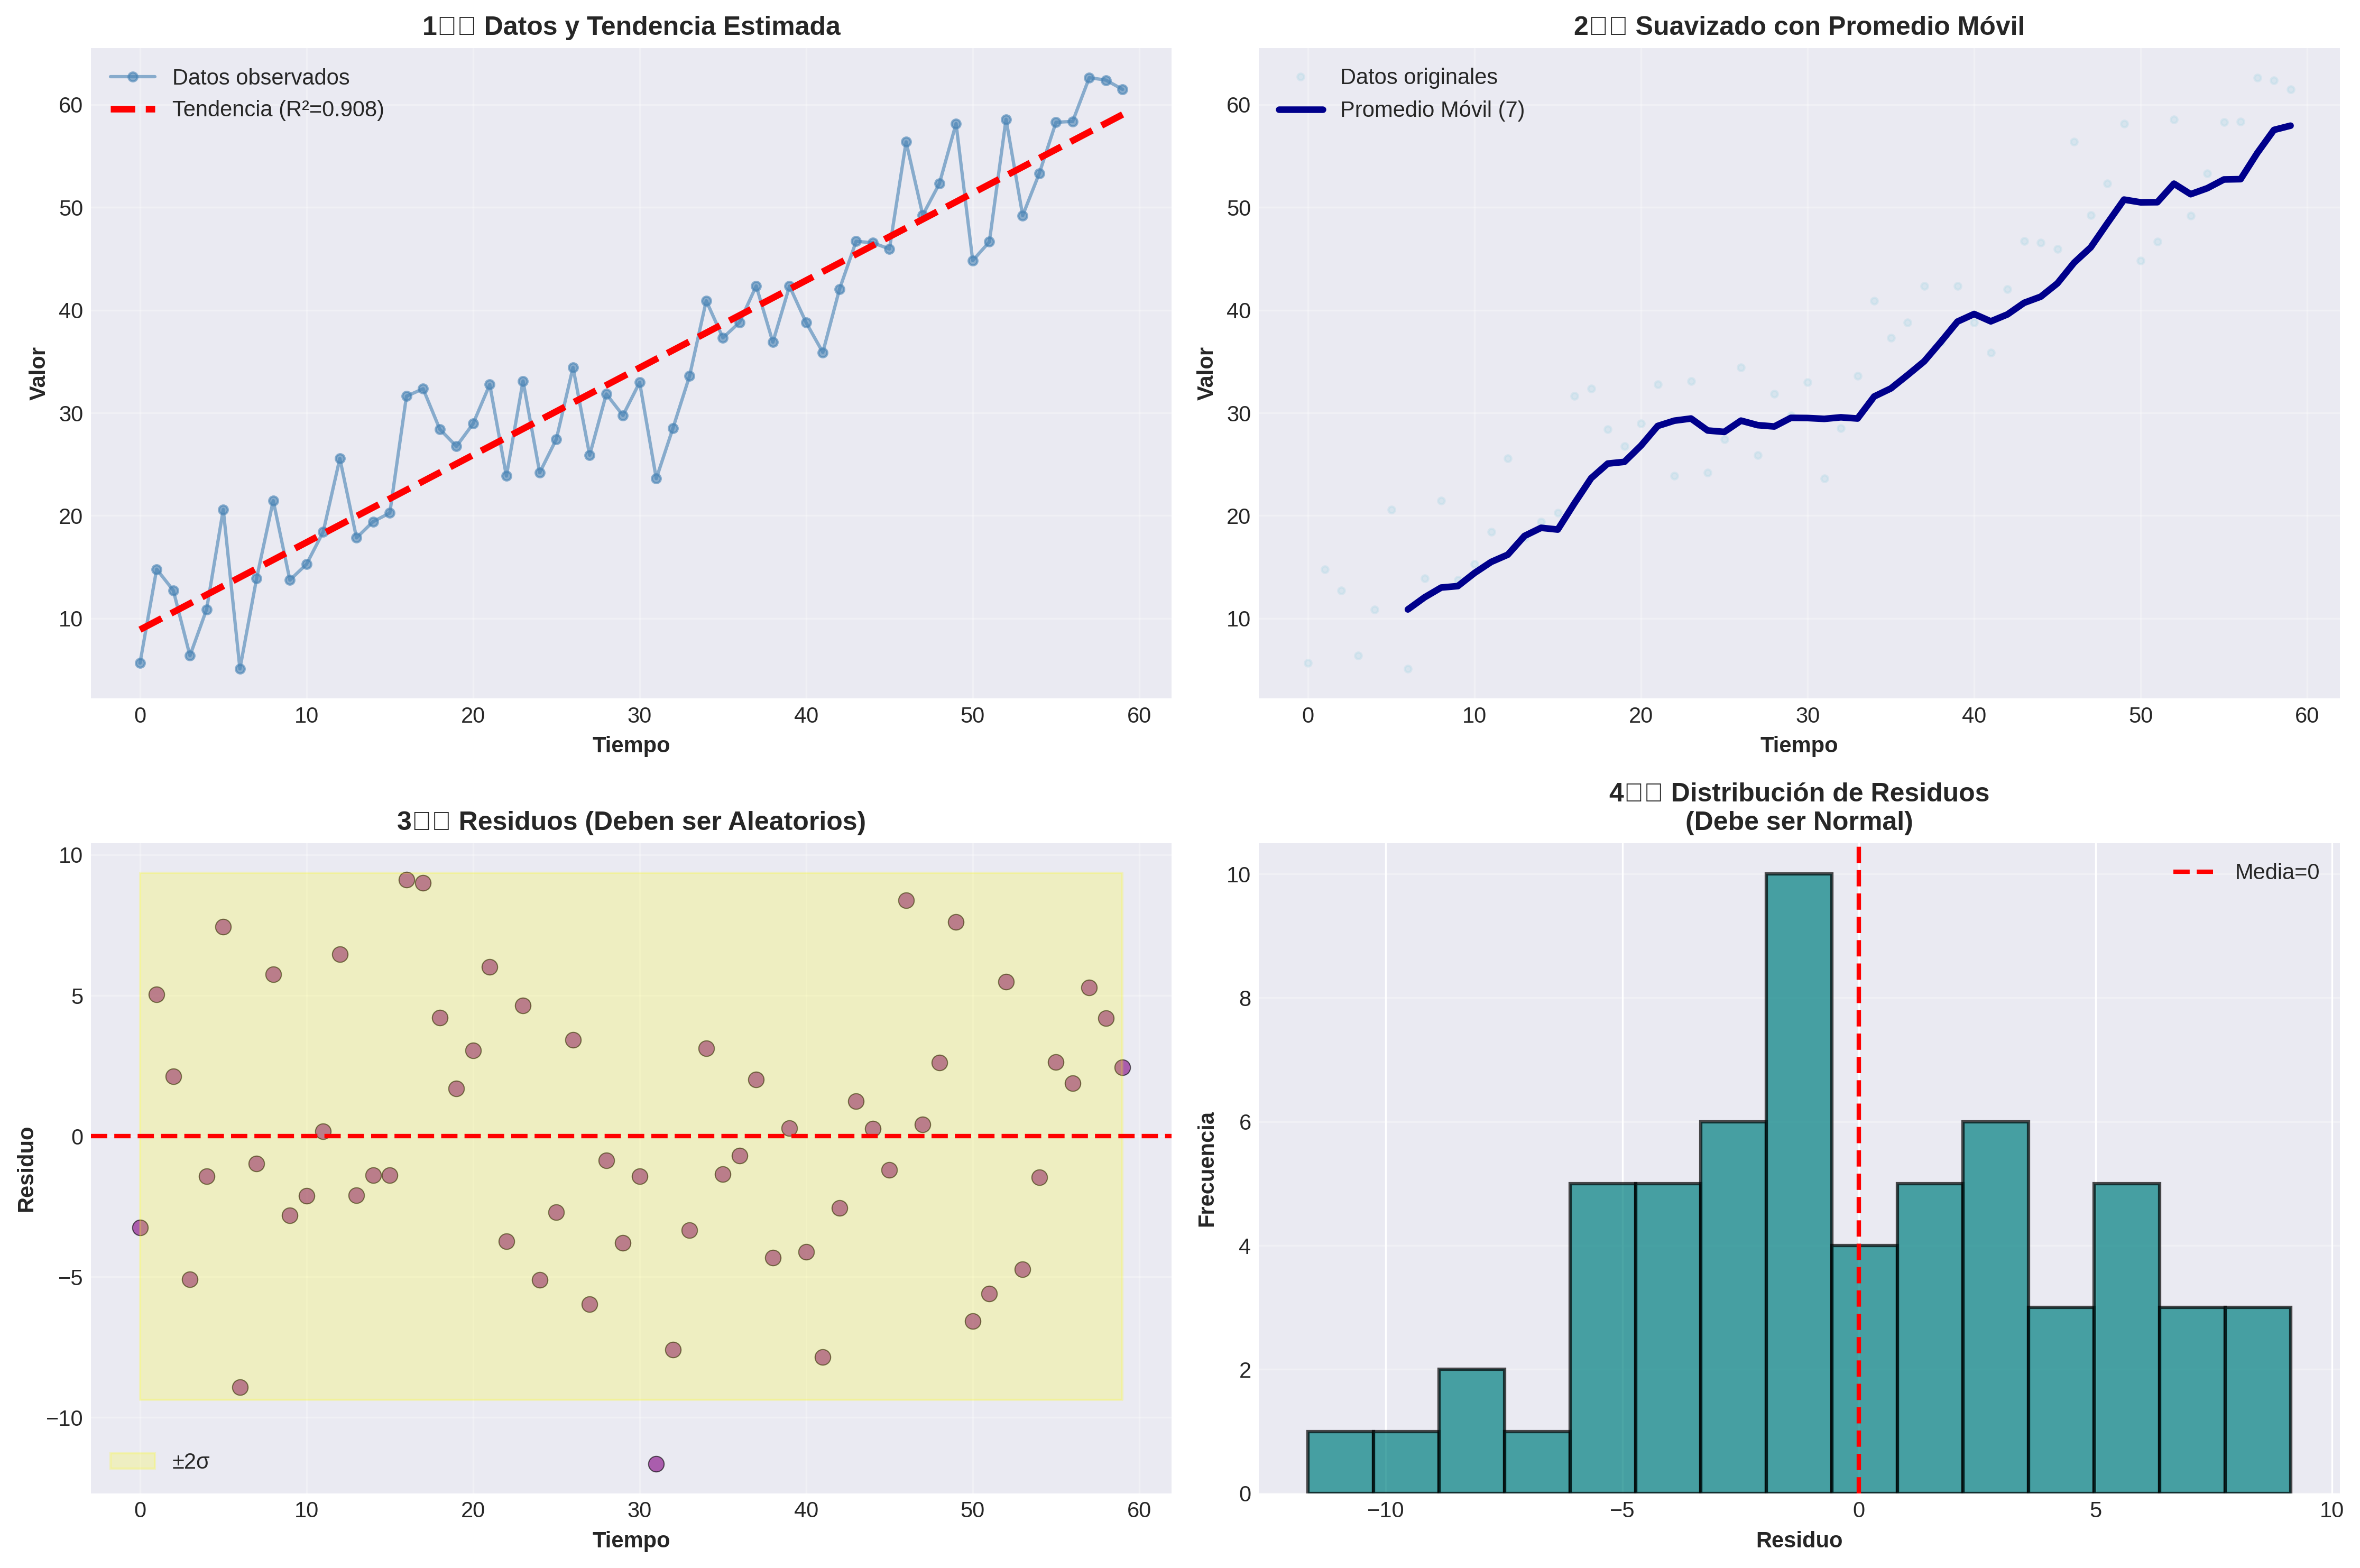 1□□ Datos y Tendencia Estimada
Datos observados
Tendencia (R²=0.908)
Valor
60
50
40
30
20
10
0 10 20 30 40 50 60
Tiempo
2□□ Suavizado con Promedio Móvil
Datos originales
Promedio Móvil (7)
Valor
60
50
40
30
20
10
0 10 20 30 40 50 60
Tiempo
3□□ Residuos (Deben ser Aleatorios)
Residuo
10
5
0
−5
−10
±2σ
0 10 20 30 40 50 60
Tiempo
4□□ Distribución de Residuos
(Debe ser Normal)
Media=0
Frecuencia
10
8
6
4
2
0
−10 −5 0 5 10
Residuo